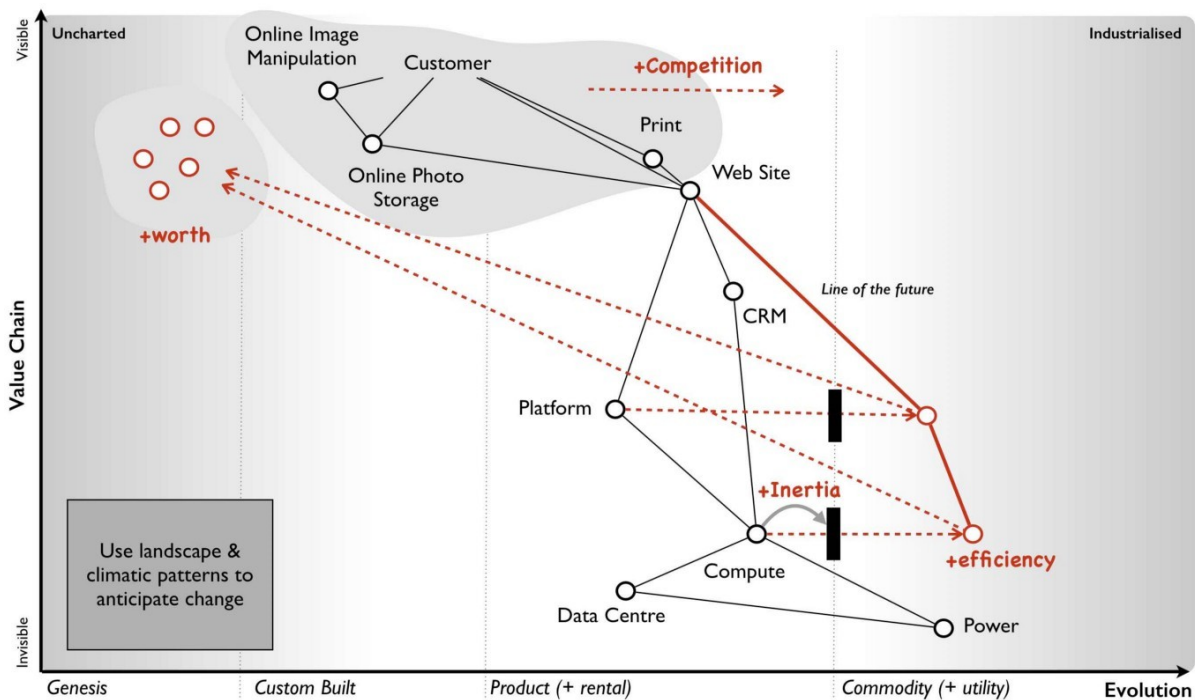 Visible
Uncharted
Online Image
Manipulation
Customer
+Competition
Industrialised
Print
Web Site
Online Photo
Storage
+worth
Line of the future
CRM
Value Chain
Platform
+Inertia
Use landscape &
climatic patterns to
anticipate change
Compute
+efficiency
Data Centre
Power
Invisible
Genesis
Custom Built
Product (+ rental)
Commodity (+ utility)
Evolution